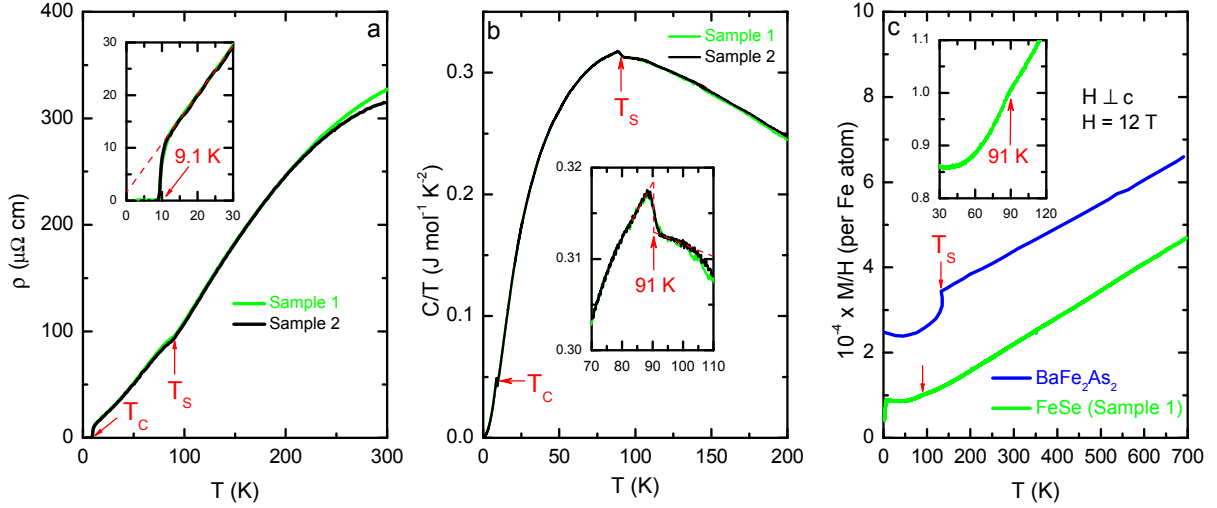 a
ρ (μΩ cm)
400
300
200
100
0
0
100
200
300
T (K)
30
20
10
0
0
10
20
30
9.1 K
Sample 1
Sample 2
T_C
T_S
b
C/T (J mol⁻¹ K⁻²)
0.3
0.2
0.1
0.0
0
50
100
150
200
T (K)
Sample 1
Sample 2
T_S
T_C
0.32
0.31
0.30
70
80
90
100
110
91 K
c
10⁻⁴ x M/H (per Fe atom)
10
8
6
4
2
0
0
100
200
300
400
500
600
700
T (K)
1.1
1.0
0.9
0.8
30
60
90
120
91 K
H ⊥ c
H = 12 T
T_S
BaFe₂As₂
FeSe (Sample 1)